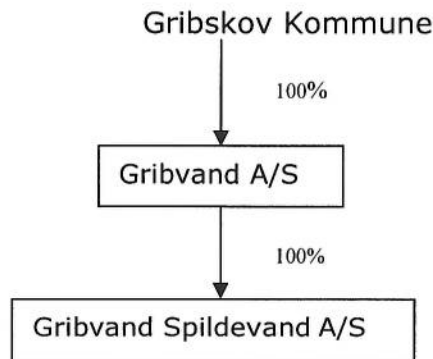 Gribskov Kommune
100%
Gribvand A/S
100%
Gribvand Spildevand A/S